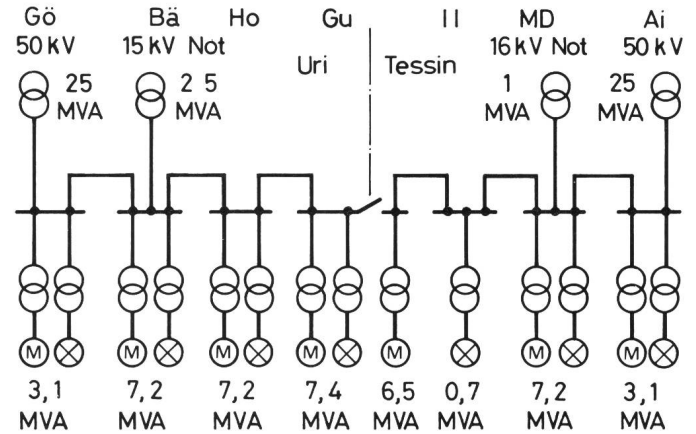 Gö Bä Ho Gu II MD Ai
50 kV 15 kV Not 16 kV Not 50 kV
Uri Tessin
25 2 5 1 25
MVA MVA MVA MVA
M M M M M M M
3,1 7,2 7,2 7,4 6,5 0,7 7,2 3,1
MVA MVA MVA MVA MVA MVA MVA MVA